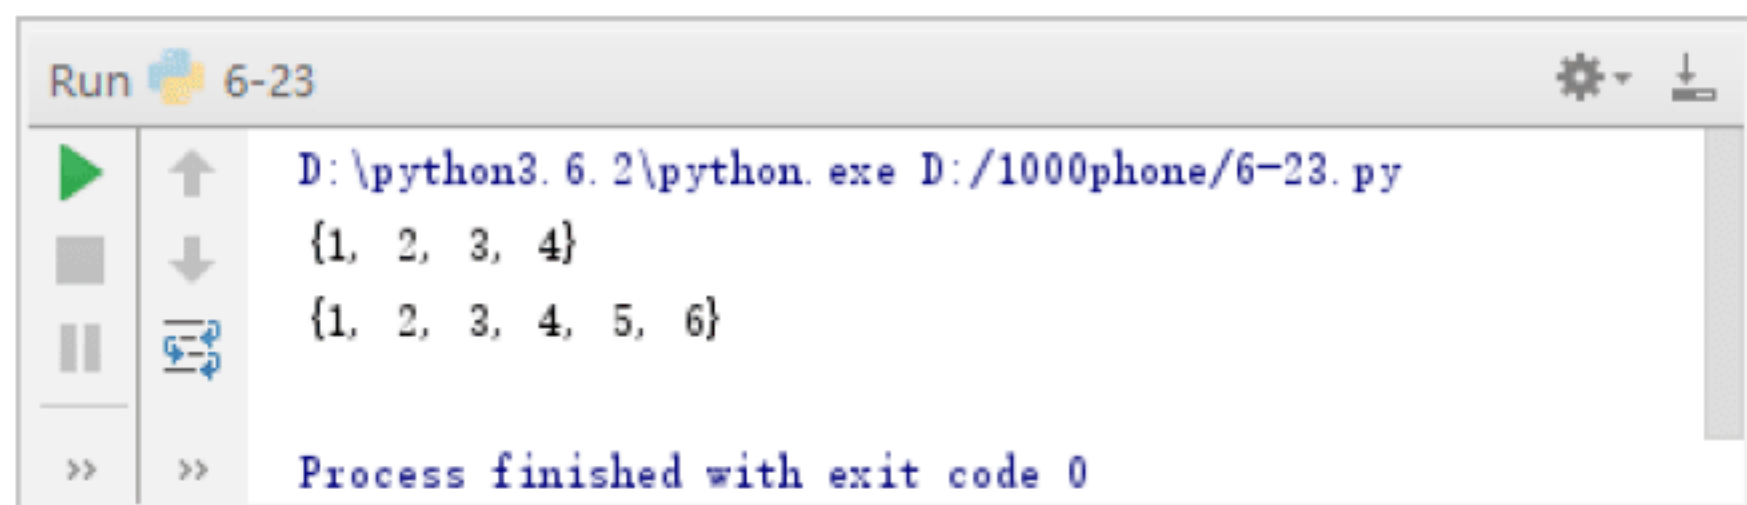 Run 6-23
D:\python3.6.2\python.exe D:/1000phone/6-23.py
{1, 2, 3, 4}
{1, 2, 3, 4, 5, 6}
Process finished with exit code 0